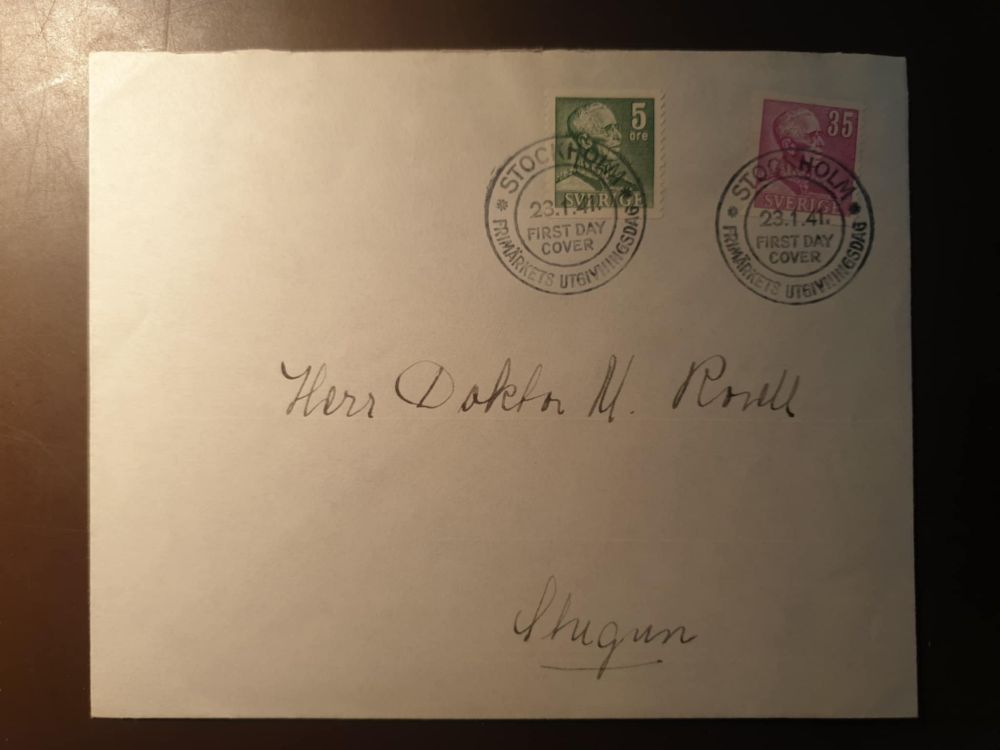 5
öre
SVERIGE
35
SVERIGE
STOCKHOLM
23.1.41.
FIRST DAY
COVER
FRIMÄRKETS UTGIVNINGSDAG
STOCKHOLM
23.1.41.
FIRST DAY
COVER
FRIMÄRKETS UTGIVNINGSDAG
Herr Doktor M. Rosell
Stugun